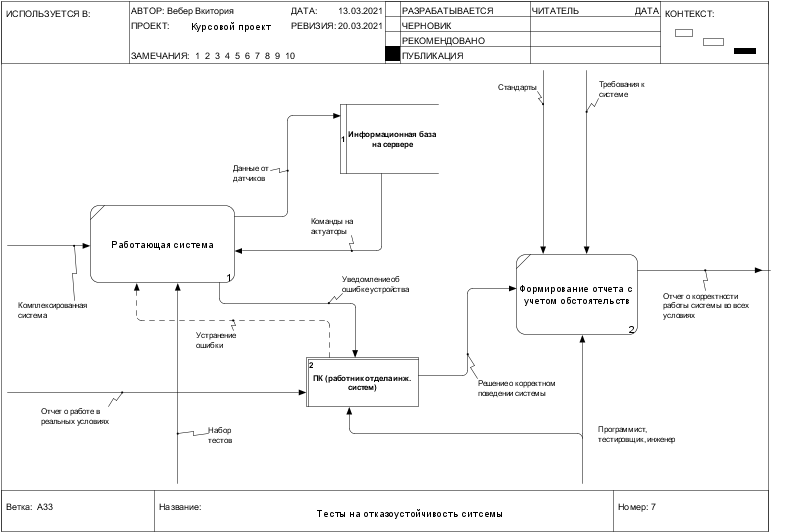 ИСПОЛЬЗУЕТСЯ В:
АВТОР: Вебер Вкитория
ДАТА: 13.03.2021
ПРОЕКТ: Курсовой проект
РЕВИЗИЯ: 20.03.2021
ЗАМЕЧАНИЯ: 1 2 3 4 5 6 7 8 9 10
РАЗРАБАТЫВАЕТСЯ
ЧЕРНОВИК
РЕКОМЕНДОВАНО
ПУБЛИКАЦИЯ
ЧИТАТЕЛЬ
ДАТА
КОНТЕКСТ:
Стандарты
Требования к
системе
1
Информационная база
на сервере
Данные от
датчиков
Команды на
актуаторы
Работающая система
1
Комплексированная
система
Уведомление об
ошибке устройства
Формирование отчета с
учетом обстоятельств
2
Отчет о корректности
работы системы во всех
условиях
Устранение
ошибки
2
ПК (работник отдела инж.
систем)
Решение о корректном
поведении системы
Отчет о работе в
реальных условиях
Набор
тестов
Программист,
тестировщик, инженер
Ветка: A33
Название:
Тесты на отказоустойчивость ситсемы
Номер: 7